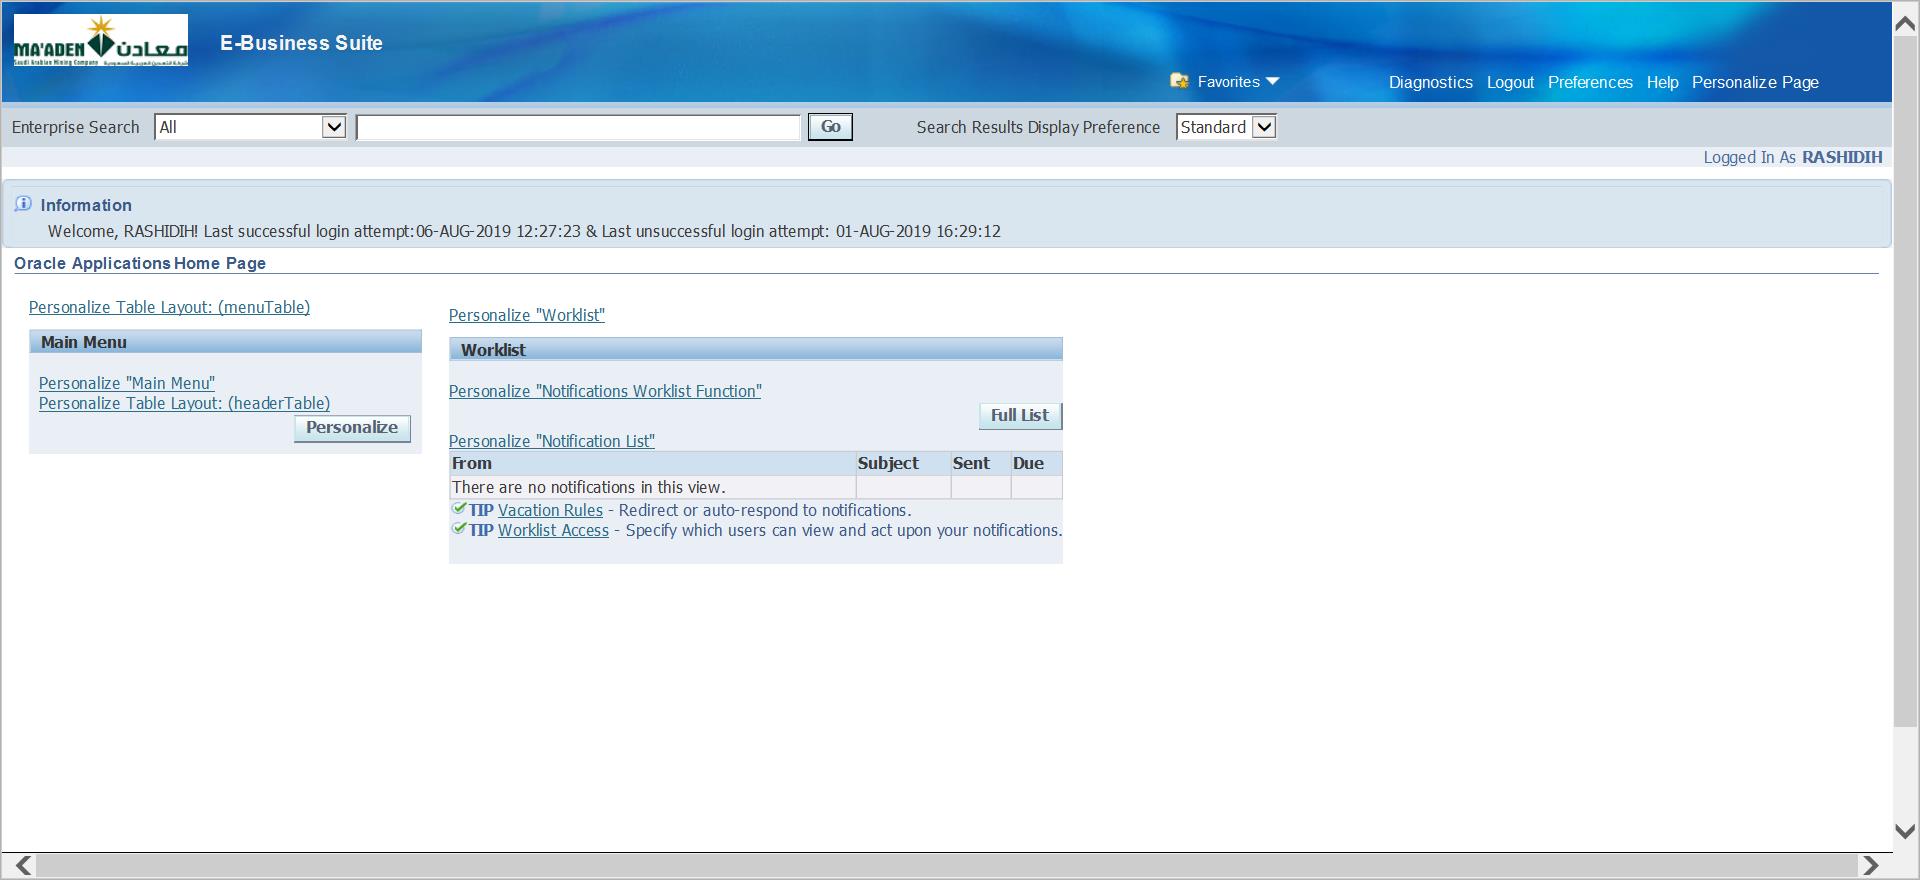 MA'ADEN معادن
Saudi Arabian Mining Company شركة التعدين العربية السعودية
E-Business Suite
Favorites
Diagnostics Logout Preferences Help Personalize Page
Enterprise Search All Go Search Results Display Preference Standard
Logged In As RASHIDIH
Information
Welcome, RASHIDIH! Last successful login attempt:06-AUG-2019 12:27:23 & Last unsuccessful login attempt: 01-AUG-2019 16:29:12
Oracle Applications Home Page
Personalize Table Layout: (menuTable)
Main Menu
Personalize "Main Menu"
Personalize Table Layout: (headerTable)
Personalize
Personalize "Worklist"
Worklist
Personalize "Notifications Worklist Function"
Full List
Personalize "Notification List"
From Subject Sent Due
There are no notifications in this view.
TIP Vacation Rules - Redirect or auto-respond to notifications.
TIP Worklist Access - Specify which users can view and act upon your notifications.